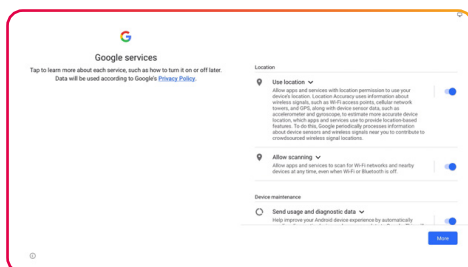 Google services
Tap to learn more about each service, such as how to turn it on or off later.
Data will be used according to Google's Privacy Policy.
Location
Use location
Allow apps and services with location permission to use your
device's location. Location Accuracy uses information about
wireless signals, such as Wi-Fi access points, cellular network
towers, and GPS, along with device sensor data, such as
accelerometer and gyroscope, to estimate more accurate device
location, which apps and services use to provide location-based
features. To do this, Google periodically processes information
about device sensors and wireless signals near you to contribute to
crowdsourced wireless signal locations.
Allow scanning
Allow apps and services to scan for Wi-Fi networks and nearby
devices at any time, even when Wi-Fi or Bluetooth is off.
Device maintenance
Send usage and diagnostic data
Help improve your Android device experience by automatically
More